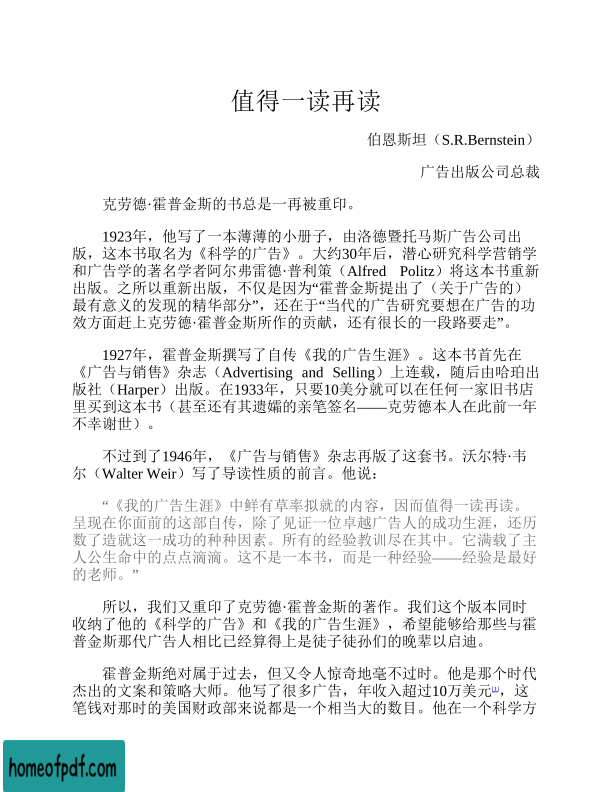 值得一读再读
伯恩斯坦（S.R.Bernstein）
广告出版公司总裁
克劳德·霍普金斯的书总是一再被重印。
1923年，他写了一本薄薄的小册子，由洛德暨托马斯广告公司出
版，这本书取名为《科学的广告》。大约30年后，潜心研究科学营销学
和广告学的著名学者阿尔弗雷德·普利策（Alfred Politz）将这本书重新
出版。之所以重新出版，不仅是因为“霍普金斯提出了（关于广告的）
最有意义的发现的精华部分”，还在于“当代的广告研究要想在广告的功
效方面赶上克劳德·霍普金斯所作的贡献，还有很长的一段路要走”。
1927年，霍普金斯撰写了自传《我的广告生涯》。这本书首先在
《广告与销售》杂志（Advertising and Selling）上连载，随后由哈珀出
版社（Harper）出版。在1933年，只要10美分就可以在任何一家旧书店
里买到这本书（甚至还有其遗孀的亲笔签名——克劳德本人在此前一年
不幸谢世）。
不过到了1946年，《广告与销售》杂志再版了这套书。沃尔特·韦
尔（Walter Weir）写了导读性质的前言。他说：
“《我的广告生涯》中鲜有草率拟就的内容，因而值得一读再读。
呈现在你面前的这部自传，除了见证一位卓越广告人的成功生涯，还历
数了造就这一成功的种种因素。所有的经验教训尽在其中。它满载了主
人公生命中的点点滴滴。这不是一本书，而是一种经验——经验是最好
的老师。”
所以，我们又重印了克劳德·霍普金斯的著作。我们这个版本同时
收纳了他的《科学的广告》和《我的广告生涯》，希望能够给那些与霍
普金斯那代广告人相比已经算得上是徒子徒孙们的晚辈以启迪。
霍普金斯绝对属于过去，但又令人惊奇地毫不过时。他是那个时代
杰出的文案和策略大师。他写了很多广告，年收入超过10万美元[1]，这
笔钱对那时的美国财政部来说都是一个相当大的数目。他在一个科学方
homeofpdf.com